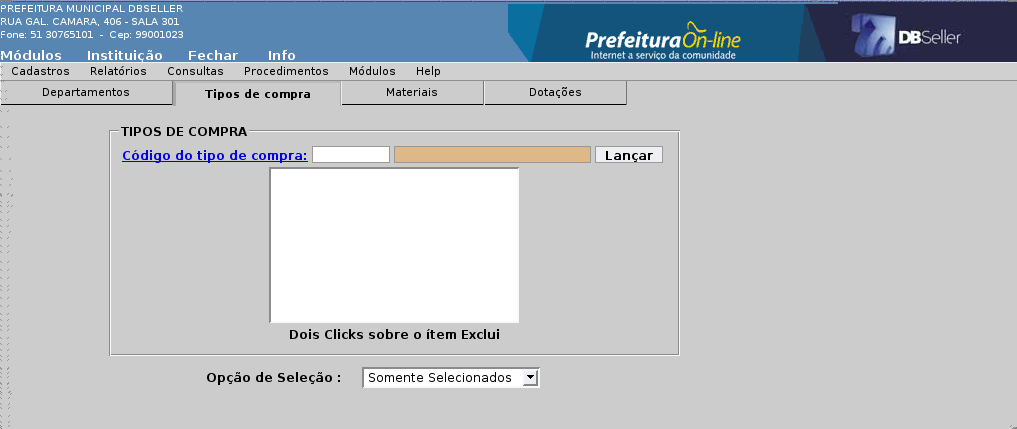 PREFEITURA MUNICIPAL DBSELLER
RUA GAL. CAMARA, 406 - SALA 301
Fone: 51 30765101 - Cep: 99001023
Prefeitura On-line
Internet a serviço da comunidade
DBSeller
Módulos Instituição Fechar Info
Cadastros Relatórios Consultas Procedimentos Módulos Help
Departamentos Tipos de compra Materiais Dotações
TIPOS DE COMPRA
Código do tipo de compra: Lançar
Dois Clicks sobre o ítem Exclui
Opção de Seleção : Somente Selecionados